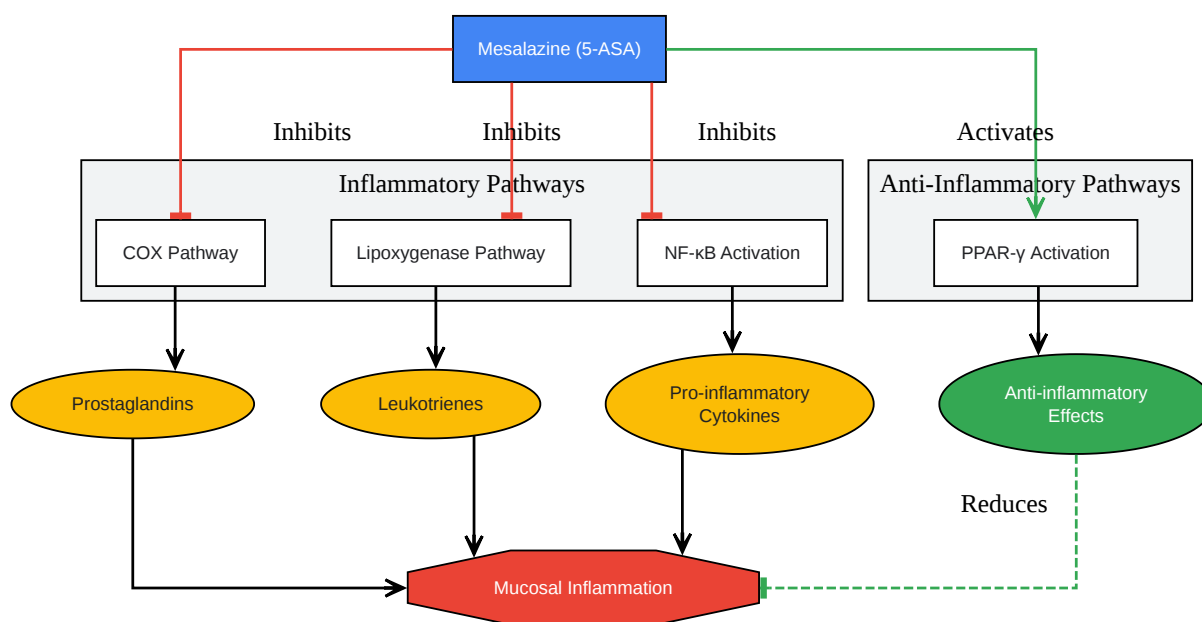 Mesalazine (5-ASA)
Inhibits
Inhibits
Inhibits
Activates
Inflammatory Pathways
Anti-Inflammatory Pathways
COX Pathway
Lipoxygenase Pathway
NF-κB Activation
PPAR-γ Activation
Prostaglandins
Leukotrienes
Pro-inflammatory
Cytokines
Anti-inflammatory
Effects
Reduces
Mucosal Inflammation